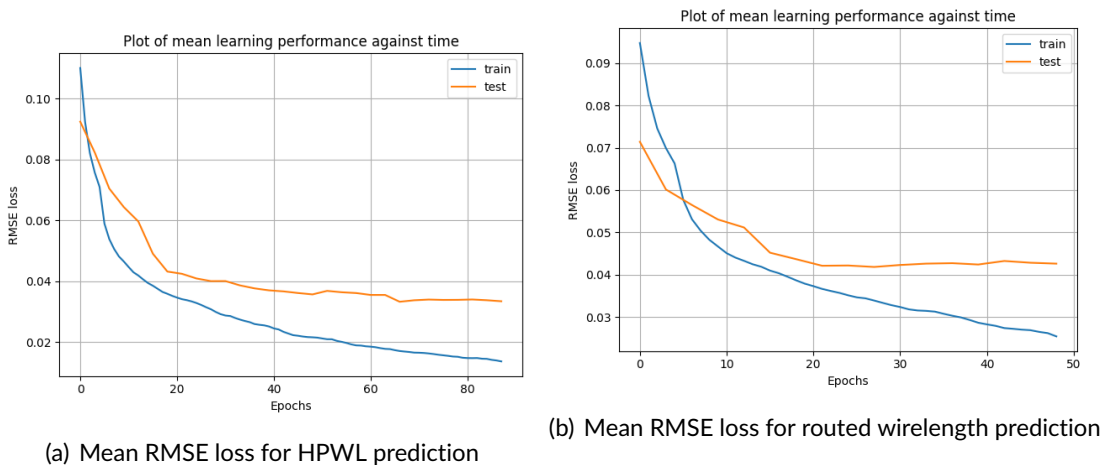 Plot of mean learning performance against time
train
test
RMSE loss
0.10
0.08
0.06
0.04
0.02
0
20
40
60
80
Epochs
(a) Mean RMSE loss for HPWL prediction
Plot of mean learning performance against time
train
test
RMSE loss
0.09
0.08
0.07
0.06
0.05
0.04
0.03
0
10
20
30
40
50
Epochs
(b) Mean RMSE loss for routed wirelength prediction